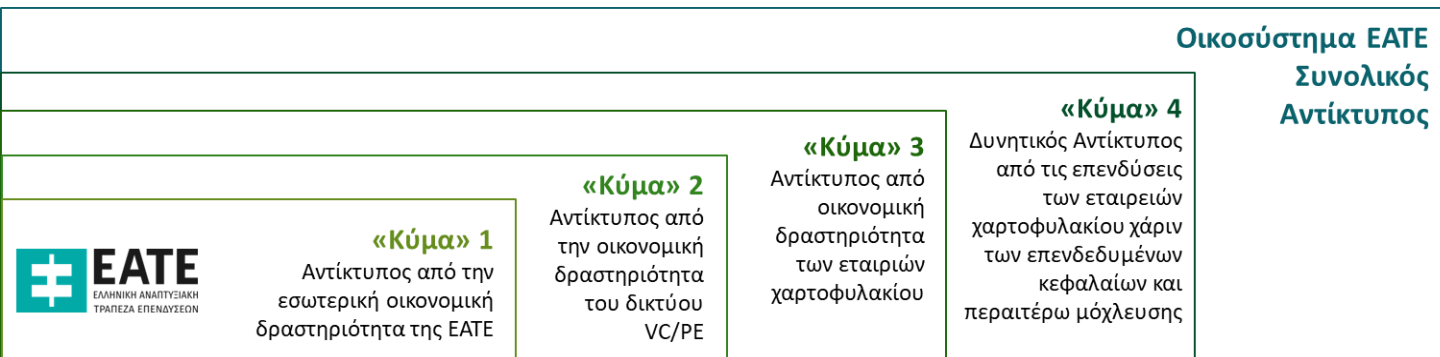 Οικοσύστημα ΕΑΤΕ
Συνολικός
Αντίκτυπος
«Κύμα» 4
Δυνητικός Αντίκτυπος
από τις επενδύσεις
των εταιρειών
χαρτοφυλακίου χάριν
των επενδεδυμένων
κεφαλαίων και
περαιτέρω μόχλευσης
«Κύμα» 3
Αντίκτυπος από
οικονομική
δραστηριότητα
των εταιριών
χαρτοφυλακίου
«Κύμα» 2
Αντίκτυπος από
την οικονομική
δραστηριότητα
του δικτύου
VC/PE
«Κύμα» 1
Αντίκτυπος από την
εσωτερική οικονομική
δραστηριότητα της ΕΑΤΕ
ΕΑΤΕ
ΕΛΛΗΝΙΚΗ ΑΝΑΠΤΥΞΙΑΚΗ
ΤΡΑΠΕΖΑ ΕΠΕΝΔΥΣΕΩΝ